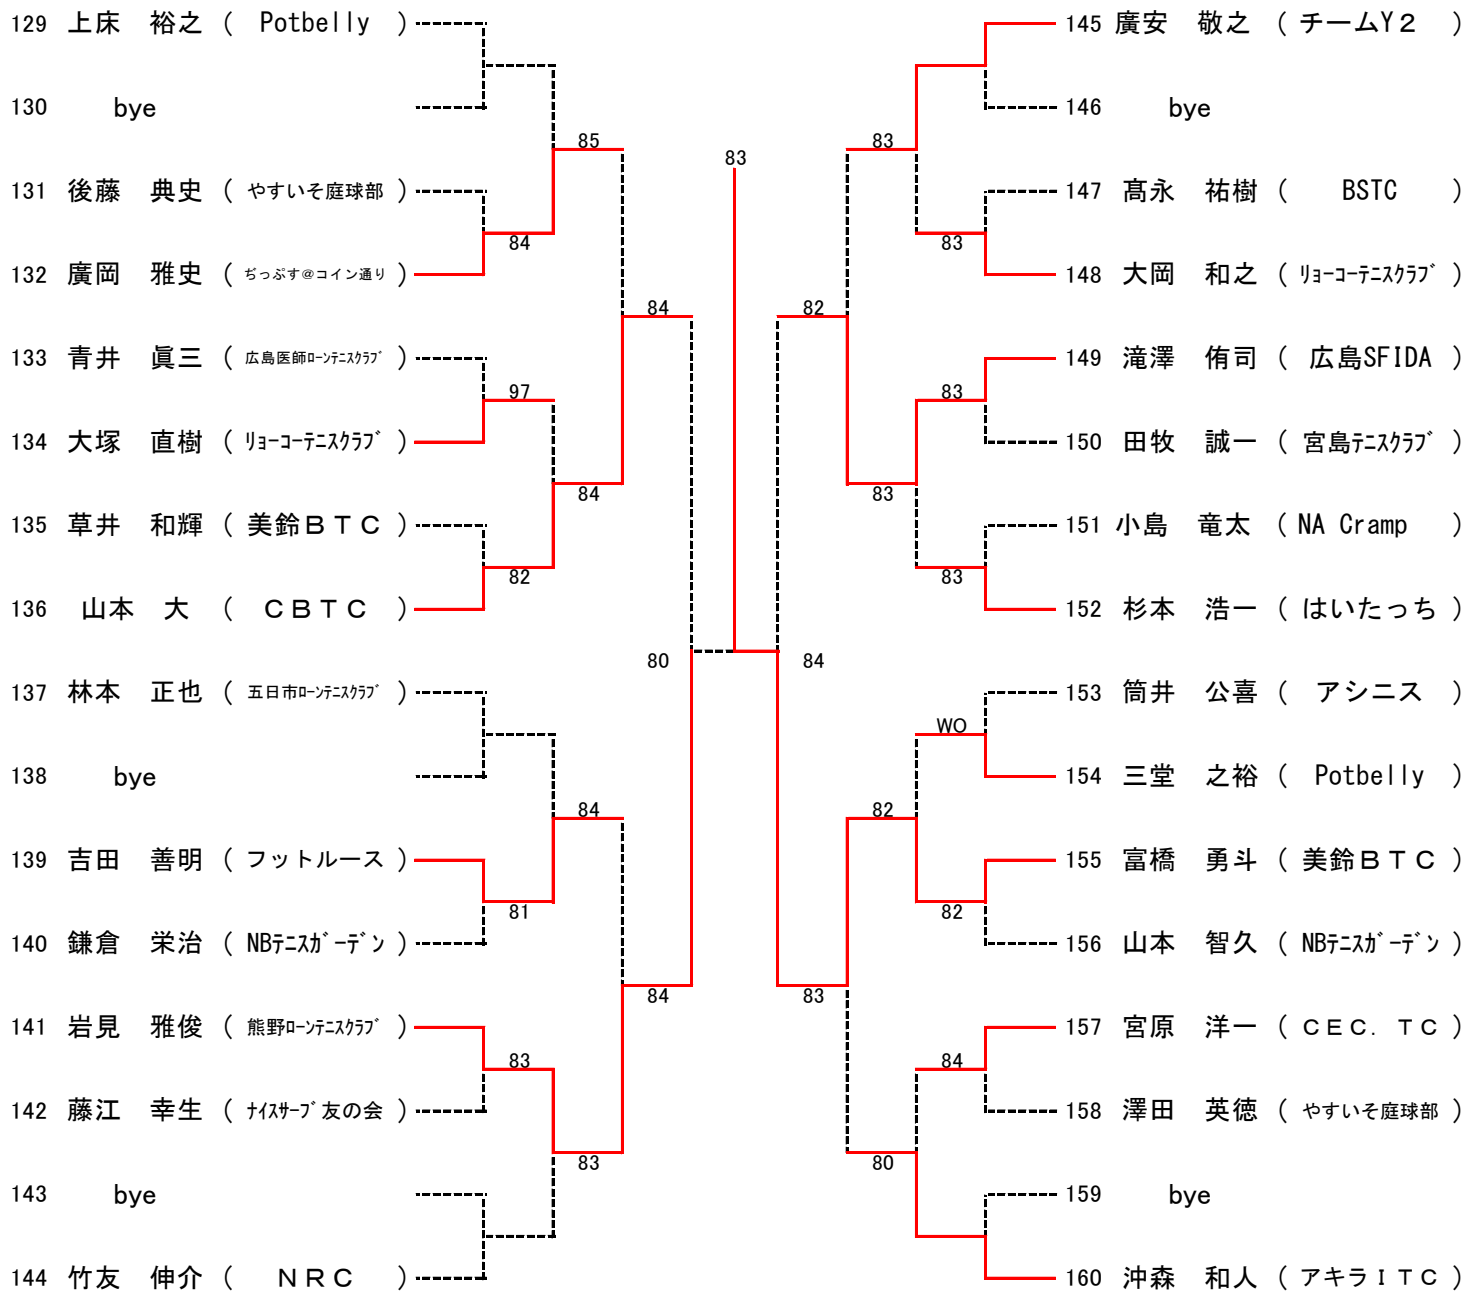 129 上床　裕之 （ Potbelly ）
130 bye
131 後藤　典史 （ やすいそ庭球部 ）
132 廣岡　雅史 （ ぢっぷす@コイン通り ）
133 青井　眞三 （ 広島医師ﾛｰﾝﾃﾆｽｸﾗﾌﾞ ）
134 大塚　直樹 （ ﾘｮｰｺｰﾃﾆｽｸﾗﾌﾞ ）
135 草井　和輝 （ 美鈴ＢＴＣ ）
136 山本　大 （ ＣＢＴＣ ）
137 林本　正也 （ 五日市ﾛｰﾝﾃﾆｽｸﾗﾌﾞ ）
138 bye
139 吉田　善明 （ フットルース ）
140 鎌倉　栄治 （ NBﾃﾆｽｶﾞｰﾃﾞﾝ ）
141 岩見　雅俊 （ 熊野ﾛｰﾝﾃﾆｽｸﾗﾌﾞ ）
142 藤江　幸生 （ ﾅｲｽｻｰﾌﾞ友の会 ）
143 bye
144 竹友　伸介 （ ＮＲＣ ）
85
84
84
97
84
82
80
84
81
84
83
83
83
84
145 廣安　敬之 （ チームY２ ）
146 bye
147 髙永　祐樹 （ BSTC ）
148 大岡　和之 （ ﾘｮｰｺｰﾃﾆｽｸﾗﾌﾞ ）
149 滝澤　侑司 （ 広島SFIDA ）
150 田牧　誠一 （ 宮島ﾃﾆｽｸﾗﾌﾞ ）
151 小島　竜太 （ NA Cramp ）
152 杉本　浩一 （ はいたっち ）
153 筒井　公喜 （ アシニス ）
154 三堂　之裕 （ Potbelly ）
155 富橋　勇斗 （ 美鈴ＢＴＣ ）
156 山本　智久 （ NBﾃﾆｽｶﾞｰﾃﾞﾝ ）
157 宮原　洋一 （ ＣＥＣ．ＴＣ ）
158 澤田　英徳 （ やすいそ庭球部 ）
159 bye
160 沖森　和人 （ アキラＩＴＣ ）
83
83
82
83
83
83
WO
82
82
83
84
80